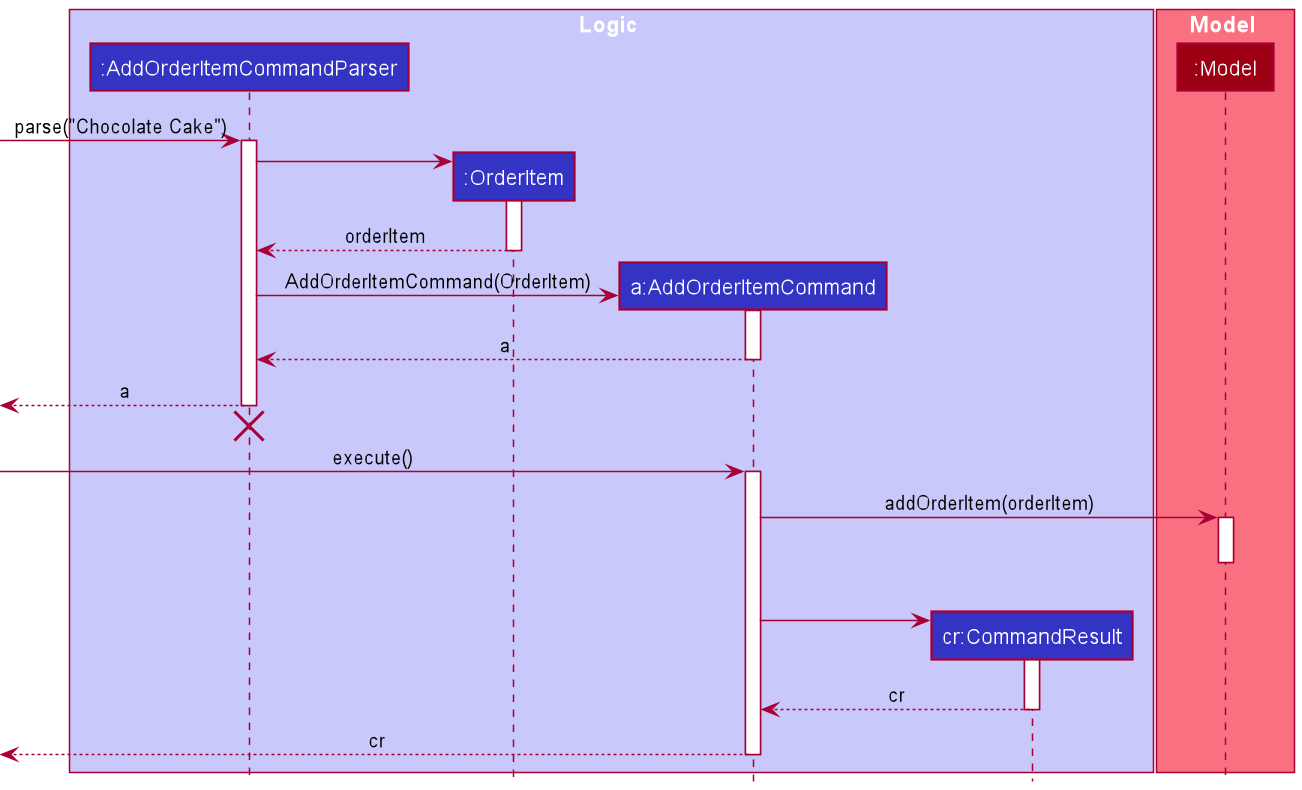 Logic
Model
:AddOrderItemCommandParser
:Model
parse("Chocolate Cake")
:OrderItem
orderItem
AddOrderItemCommand(OrderItem)
a:AddOrderItemCommand
a
a
execute()
addOrderItem(orderItem)
cr:CommandResult
cr
cr